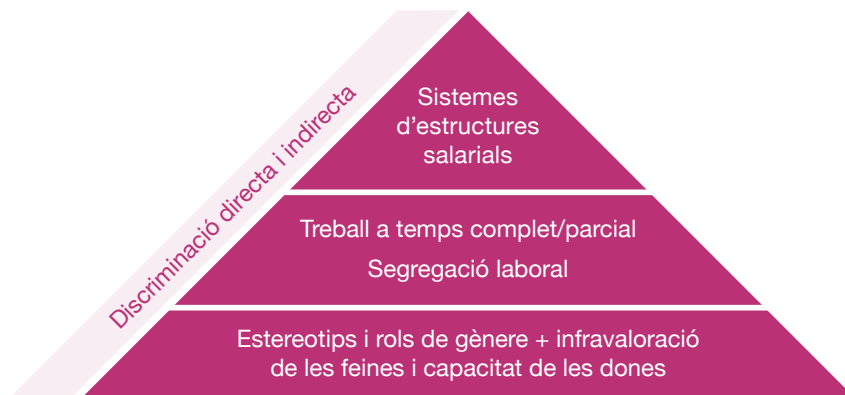 Discriminació directa i indirecta
Sistemes
d’estructures
salarials
Treball a temps complet/parcial
Segregació laboral
Estereotips i rols de gènere + infravaloració
de les feines i capacitat de les dones